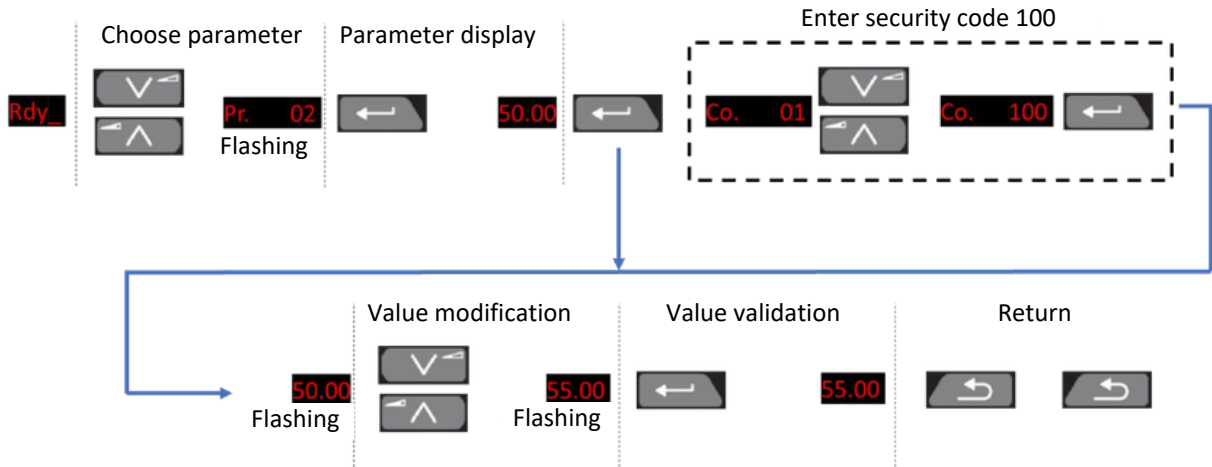 Enter security code 100
Choose parameter
Parameter display
Rdy_
Pr. 02
50.00
Co. 01
Co. 100
Flashing
Value modification
Value validation
Return
50.00
55.00
55.00
Flashing
Flashing